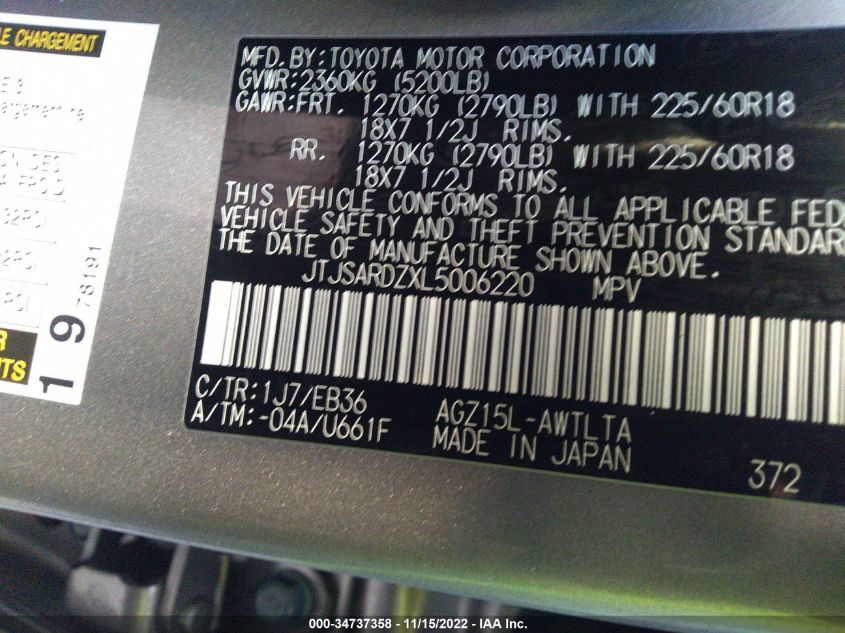 LE CHARGEMENT
MFD. BY: TOYOTA MOTOR CORPORATION
GVWR: 2360KG (5200LB)
GAWR: FRT. 1270KG (2790LB) WITH 225/60R18
18X7 1/2J RIMS.
RR. 1270KG (2790LB) WITH 225/60R18
18X7 1/2J RIMS.
THIS VEHICLE CONFORMS TO ALL APPLICABLE FED
VEHICLE SAFETY AND THEFT PREVENTION STANDAR
THE DATE OF MANUFACTURE SHOWN ABOVE.
JTJSARDZXL5006220 MPV
C/TR: 1J7/EB36 AGZ15L-AWTLTA
A/TM: -04A/U661F MADE IN JAPAN
372
19 78191
000-34737358 - 11/15/2022 - IAA Inc.